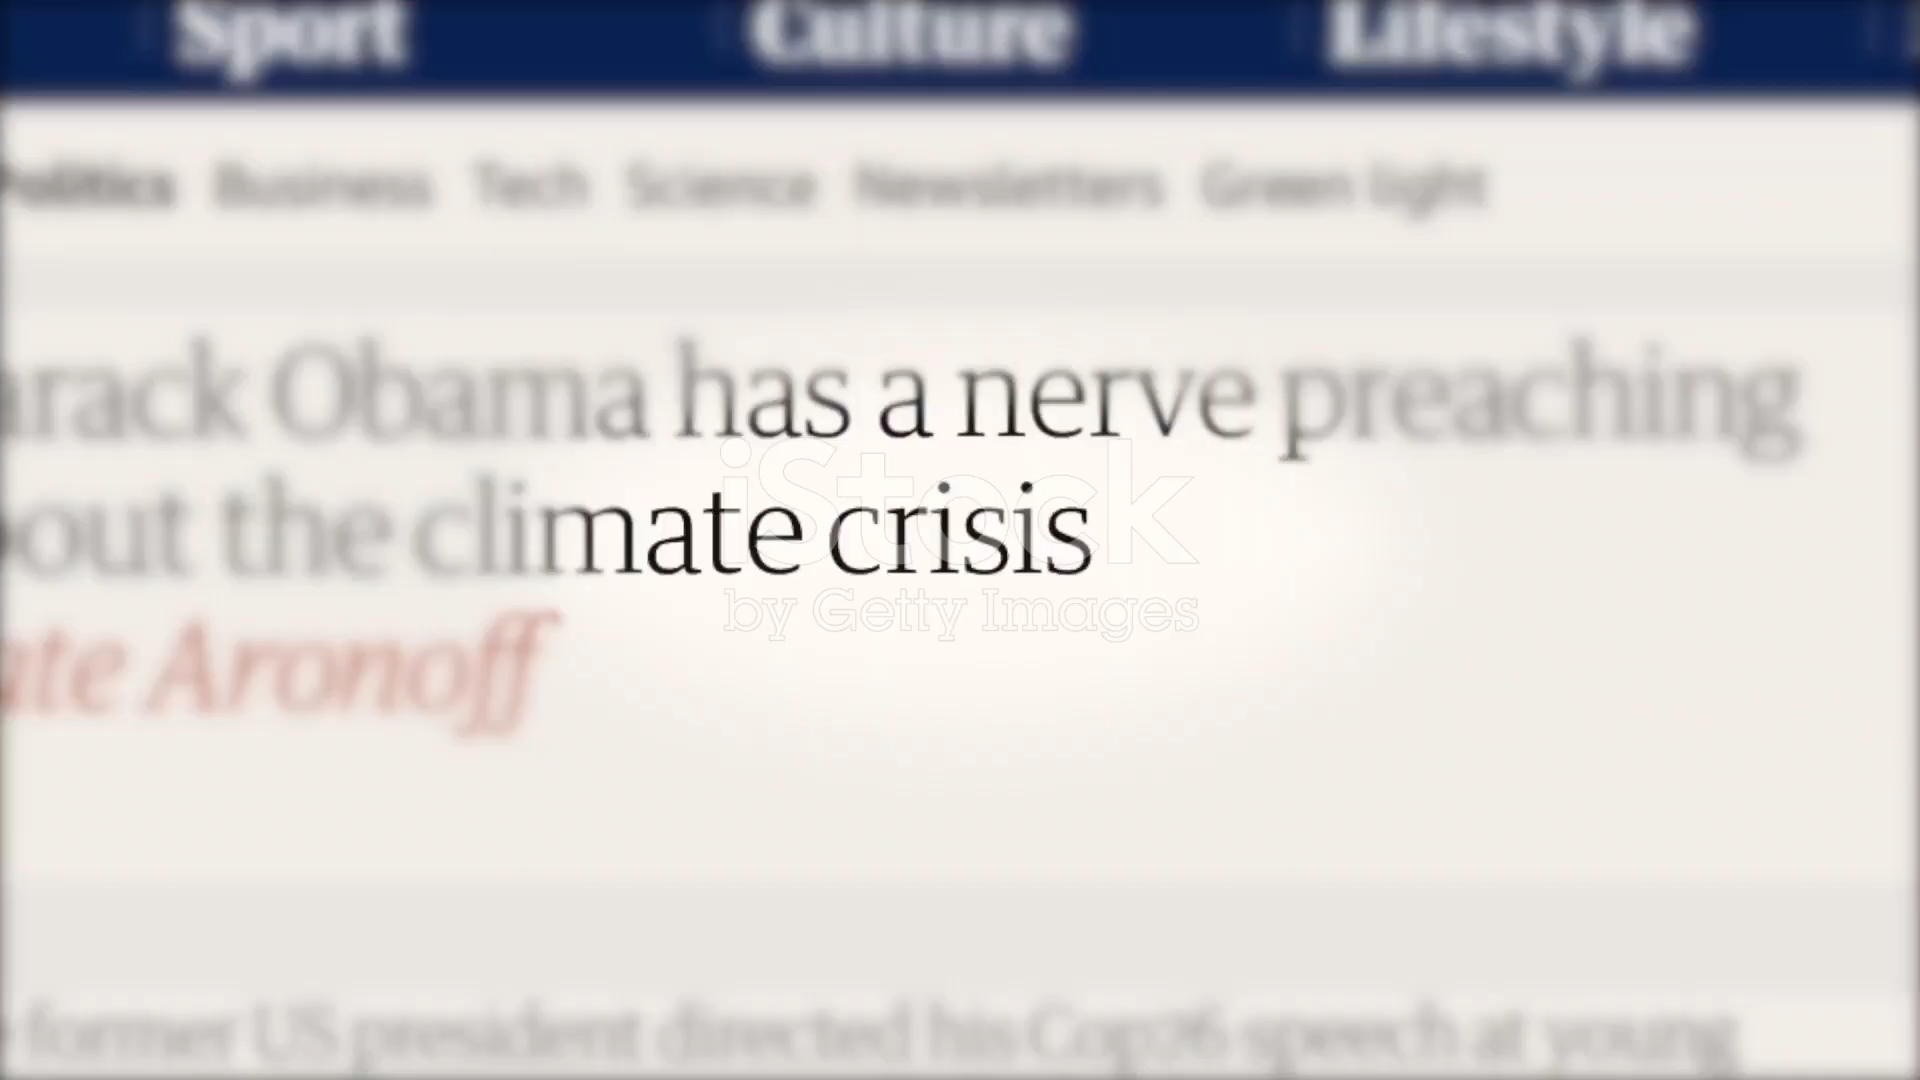 Sport Culture Lifestyle
Politics Business Tech Science Newsletters Green light
arack Obama has a nerve preaching
out the climate crisis
ate Aronoff
former US president directed his Cop26 speech at young
iStock
by Getty Images